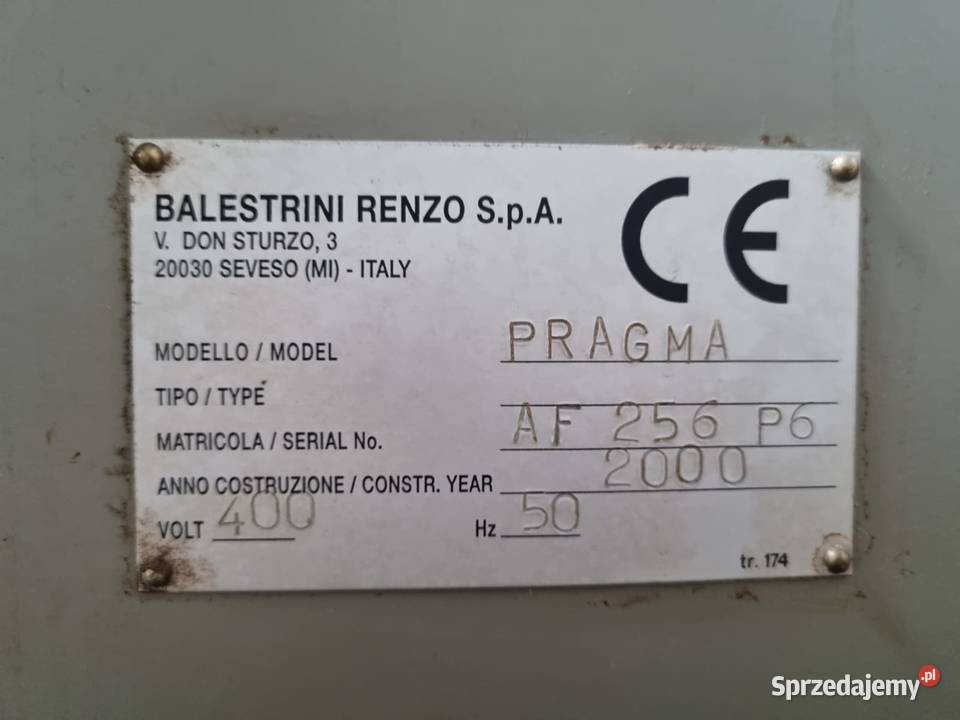 BALESTRINI RENZO S.p.A.
V. DON STURZO, 3
20030 SEVESO (MI) - ITALY
CE
MODELLO / MODEL PRAGMA
TIPO / TYPE
MATRICOLA / SERIAL No. AF 256 P6
ANNO COSTRUZIONE / CONSTR. YEAR 2000
VOLT 400 Hz 50
tr. 174
Sprzedajemy.pl